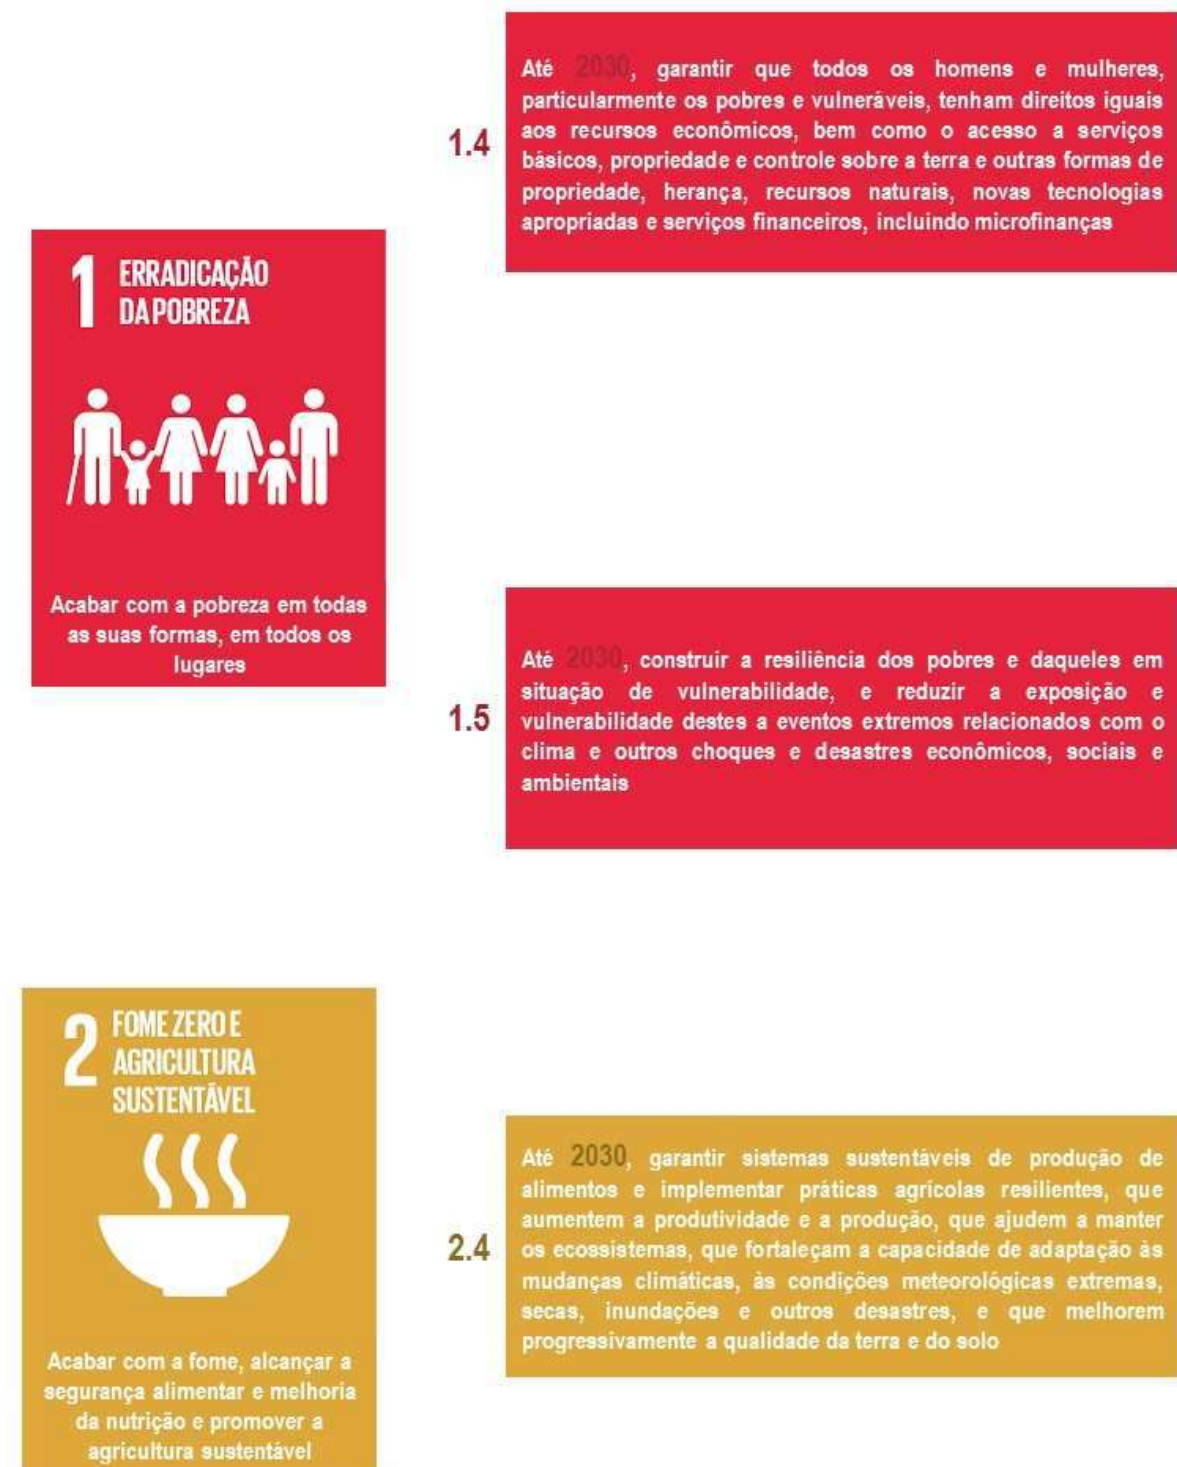 1.4
Até 2030, garantir que todos os homens e mulheres,
particularmente os pobres e vulneráveis, tenham direitos iguais
aos recursos econômicos, bem como o acesso a serviços
básicos, propriedade e controle sobre a terra e outras formas de
propriedade, herança, recursos naturais, novas tecnologias
apropriadas e serviços financeiros, incluindo microfinanças
1 ERRADICAÇÃO
DA POBREZA
Acabar com a pobreza em todas
as suas formas, em todos os
lugares
1.5
Até 2030, construir a resiliência dos pobres e daqueles em
situação de vulnerabilidade, e reduzir a exposição e
vulnerabilidade destes a eventos extremos relacionados com o
clima e outros choques e desastres econômicos, sociais e
ambientais
2 FOME ZERO E
AGRICULTURA
SUSTENTÁVEL
Acabar com a fome, alcançar a
segurança alimentar e melhoria
da nutrição e promover a
agricultura sustentável
2.4
Até 2030, garantir sistemas sustentáveis de produção de
alimentos e implementar práticas agrícolas resilientes, que
aumentem a produtividade e a produção, que ajudem a manter
os ecossistemas, que fortaleçam a capacidade de adaptação às
mudanças climáticas, às condições meteorológicas extremas,
secas, inundações e outros desastres, e que melhorem
progressivamente a qualidade da terra e do solo